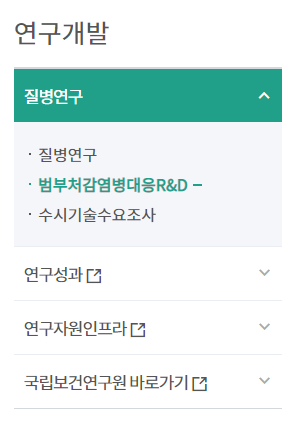 연구개발
질병연구
· 질병연구
· 범부처감염병대응R&D –
· 수시기술수요조사
연구성과
연구자원인프라
국립보건연구원 바로가기